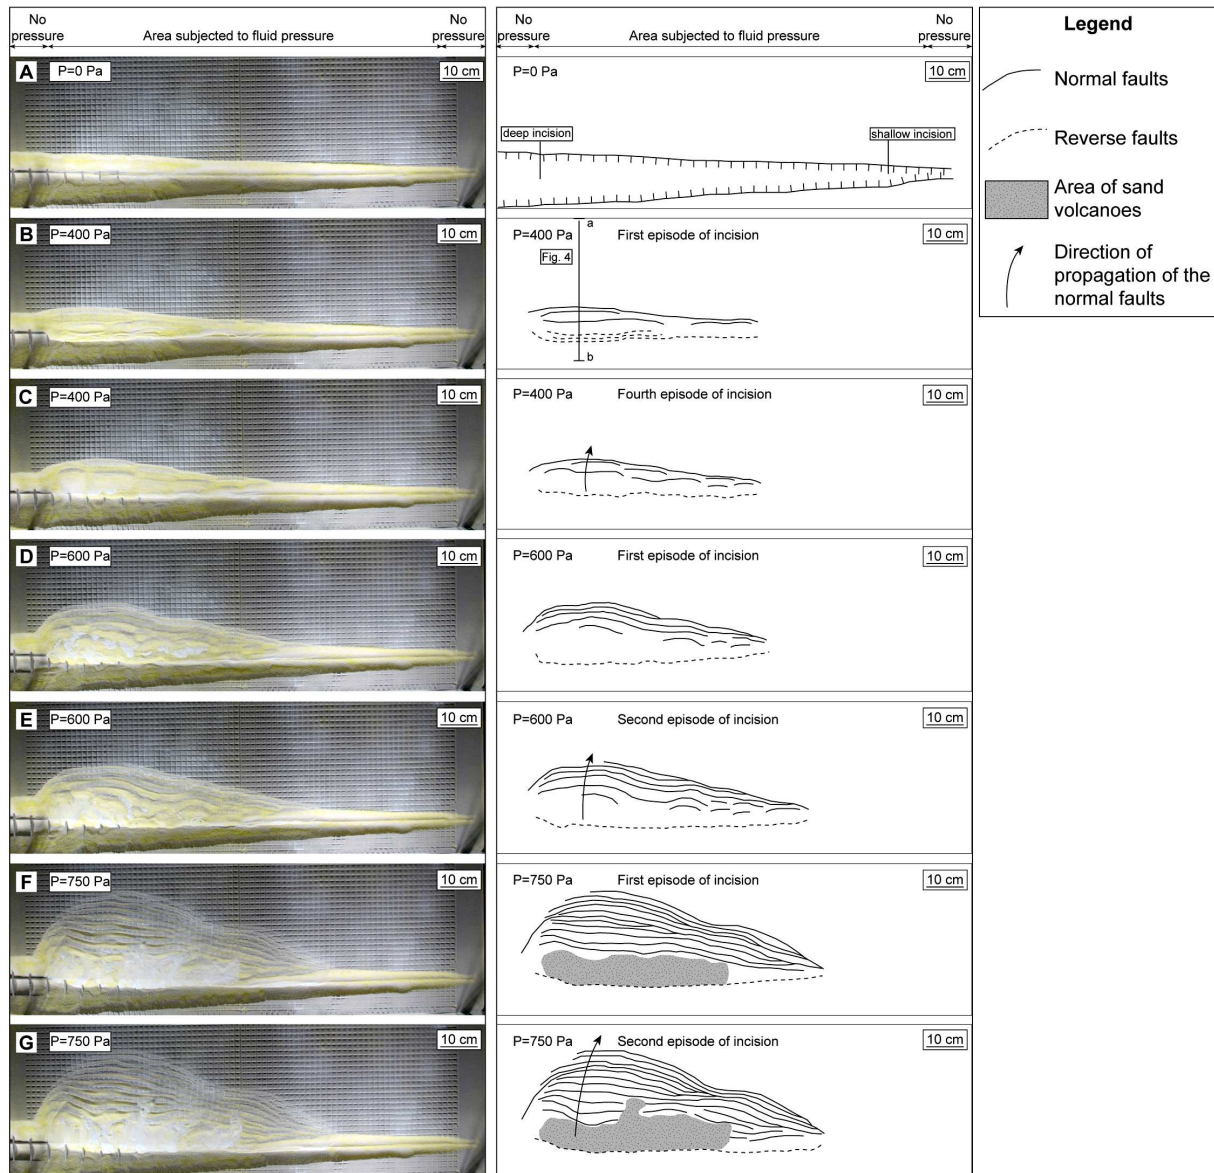 No pressure
Area subjected to fluid pressure
No pressure
No pressure
Area subjected to fluid pressure
No pressure
Legend
Normal faults
Reverse faults
Area of sand
volcanoes
Direction of
propagation of the
normal faults
A
P=0 Pa
10 cm
P=0 Pa
10 cm
deep incision
shallow incision
B
P=400 Pa
10 cm
P=400 Pa
a
First episode of incision
10 cm
Fig. 4
b
C
P=400 Pa
10 cm
P=400 Pa
Fourth episode of incision
10 cm
D
P=600 Pa
10 cm
P=600 Pa
First episode of incision
10 cm
E
P=600 Pa
10 cm
P=600 Pa
Second episode of incision
10 cm
F
P=750 Pa
10 cm
P=750 Pa
First episode of incision
10 cm
G
P=750 Pa
10 cm
P=750 Pa
Second episode of incision
10 cm